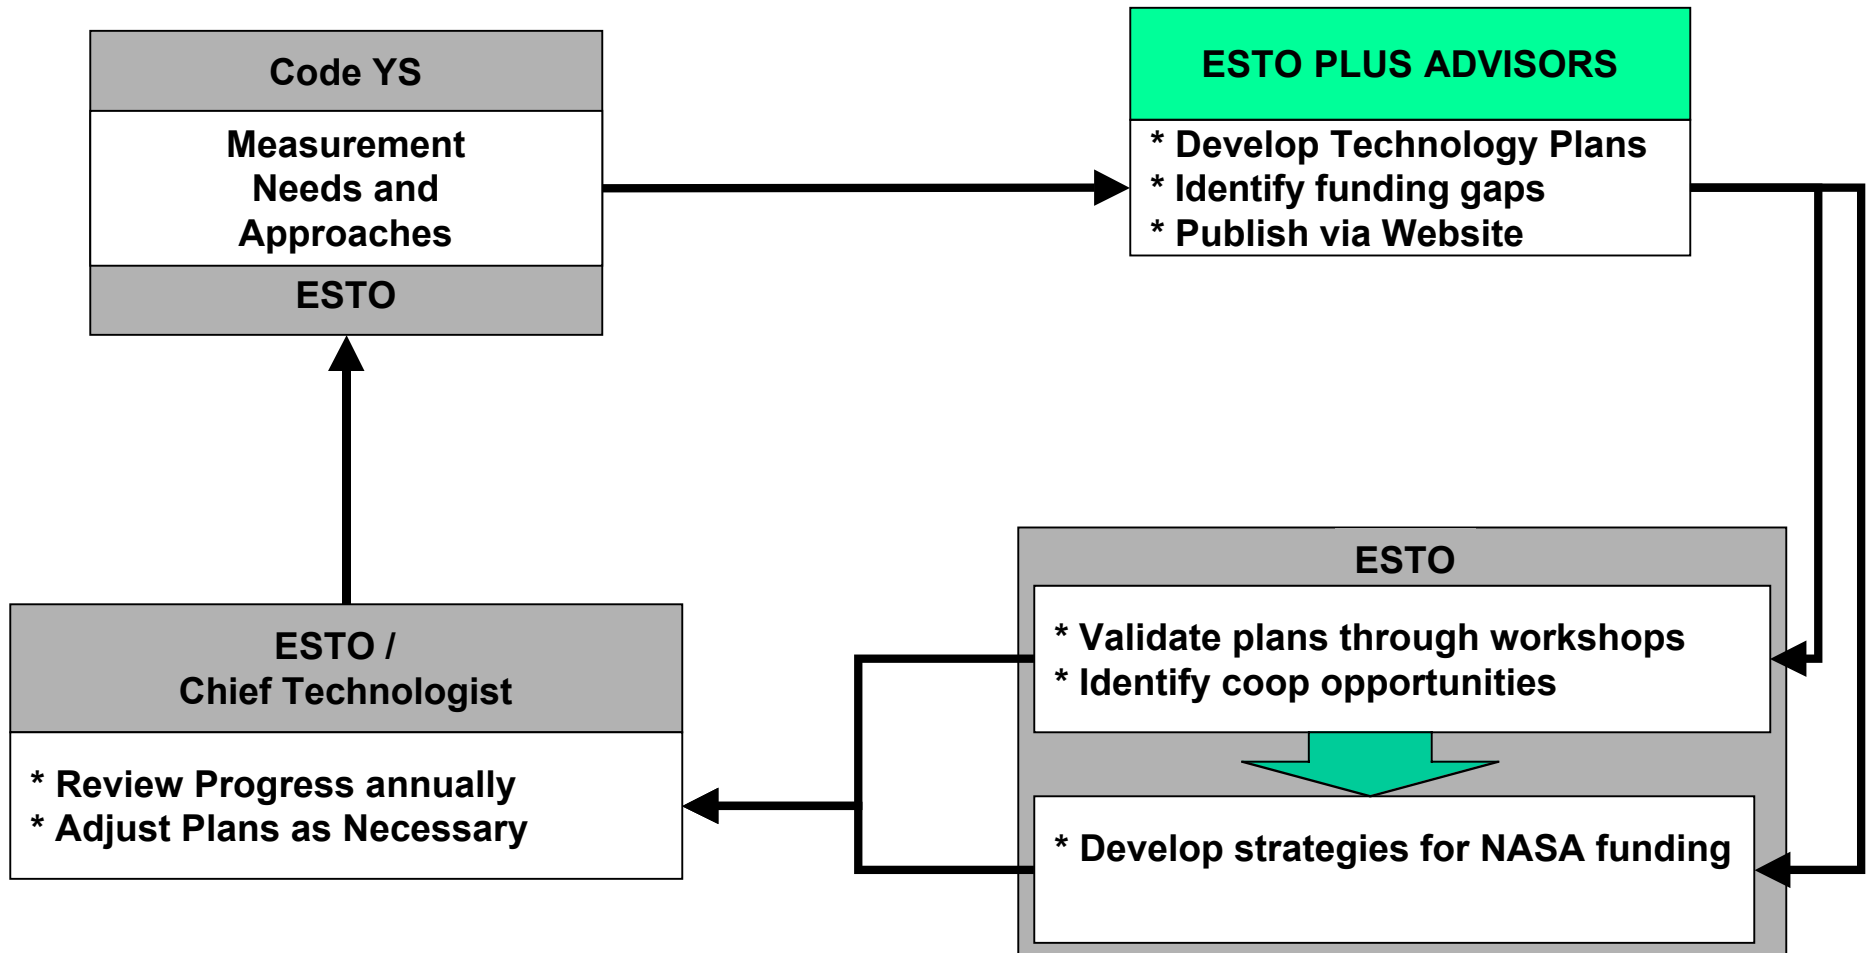 Code YS
Measurement
Needs and
Approaches
ESTO
ESTO PLUS ADVISORS
* Develop Technology Plans
* Identify funding gaps
* Publish via Website
ESTO
* Validate plans through workshops
* Identify coop opportunities
* Develop strategies for NASA funding
ESTO /
Chief Technologist
* Review Progress annually
* Adjust Plans as Necessary